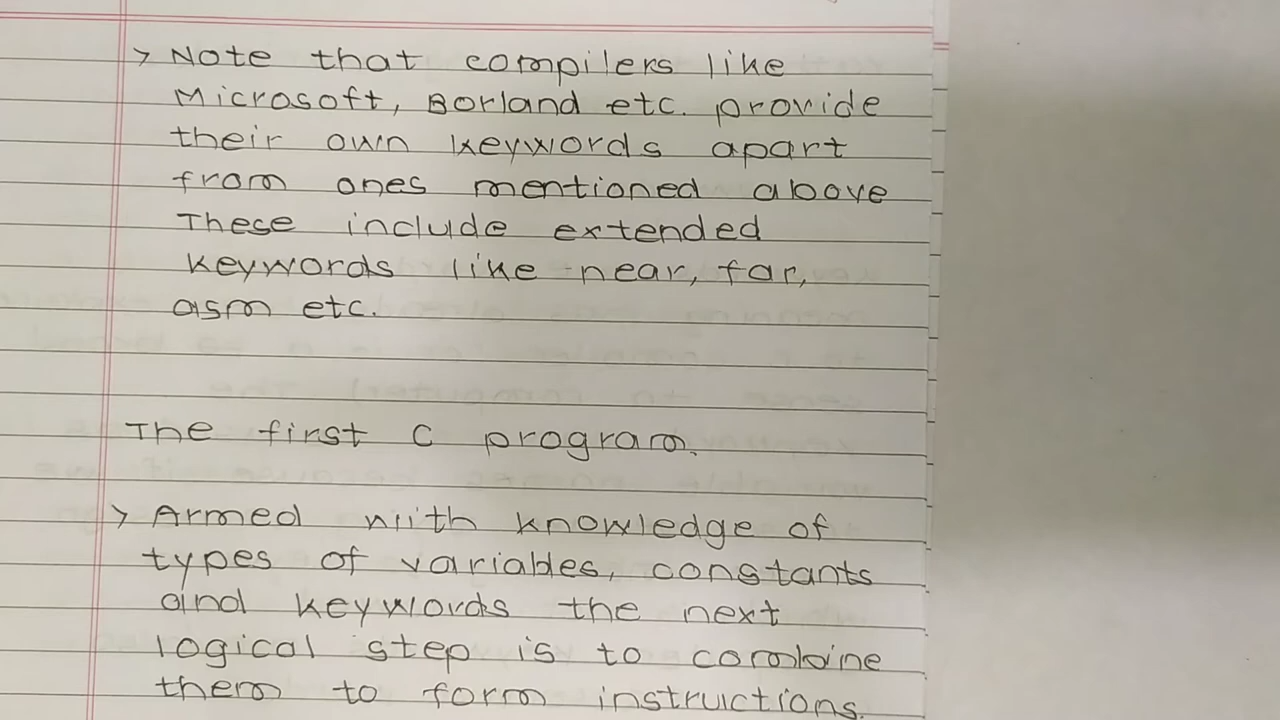 > Note that compilers like
Microsoft, Borland etc. provide
their own keywords apart
from ones mentioned above
These include extended
keywords like near, far,
asm etc.
The first C program.
> Armed with knowledge of
types of variables, constants
and keywords the next
logical step is to combine
them to form instructions.